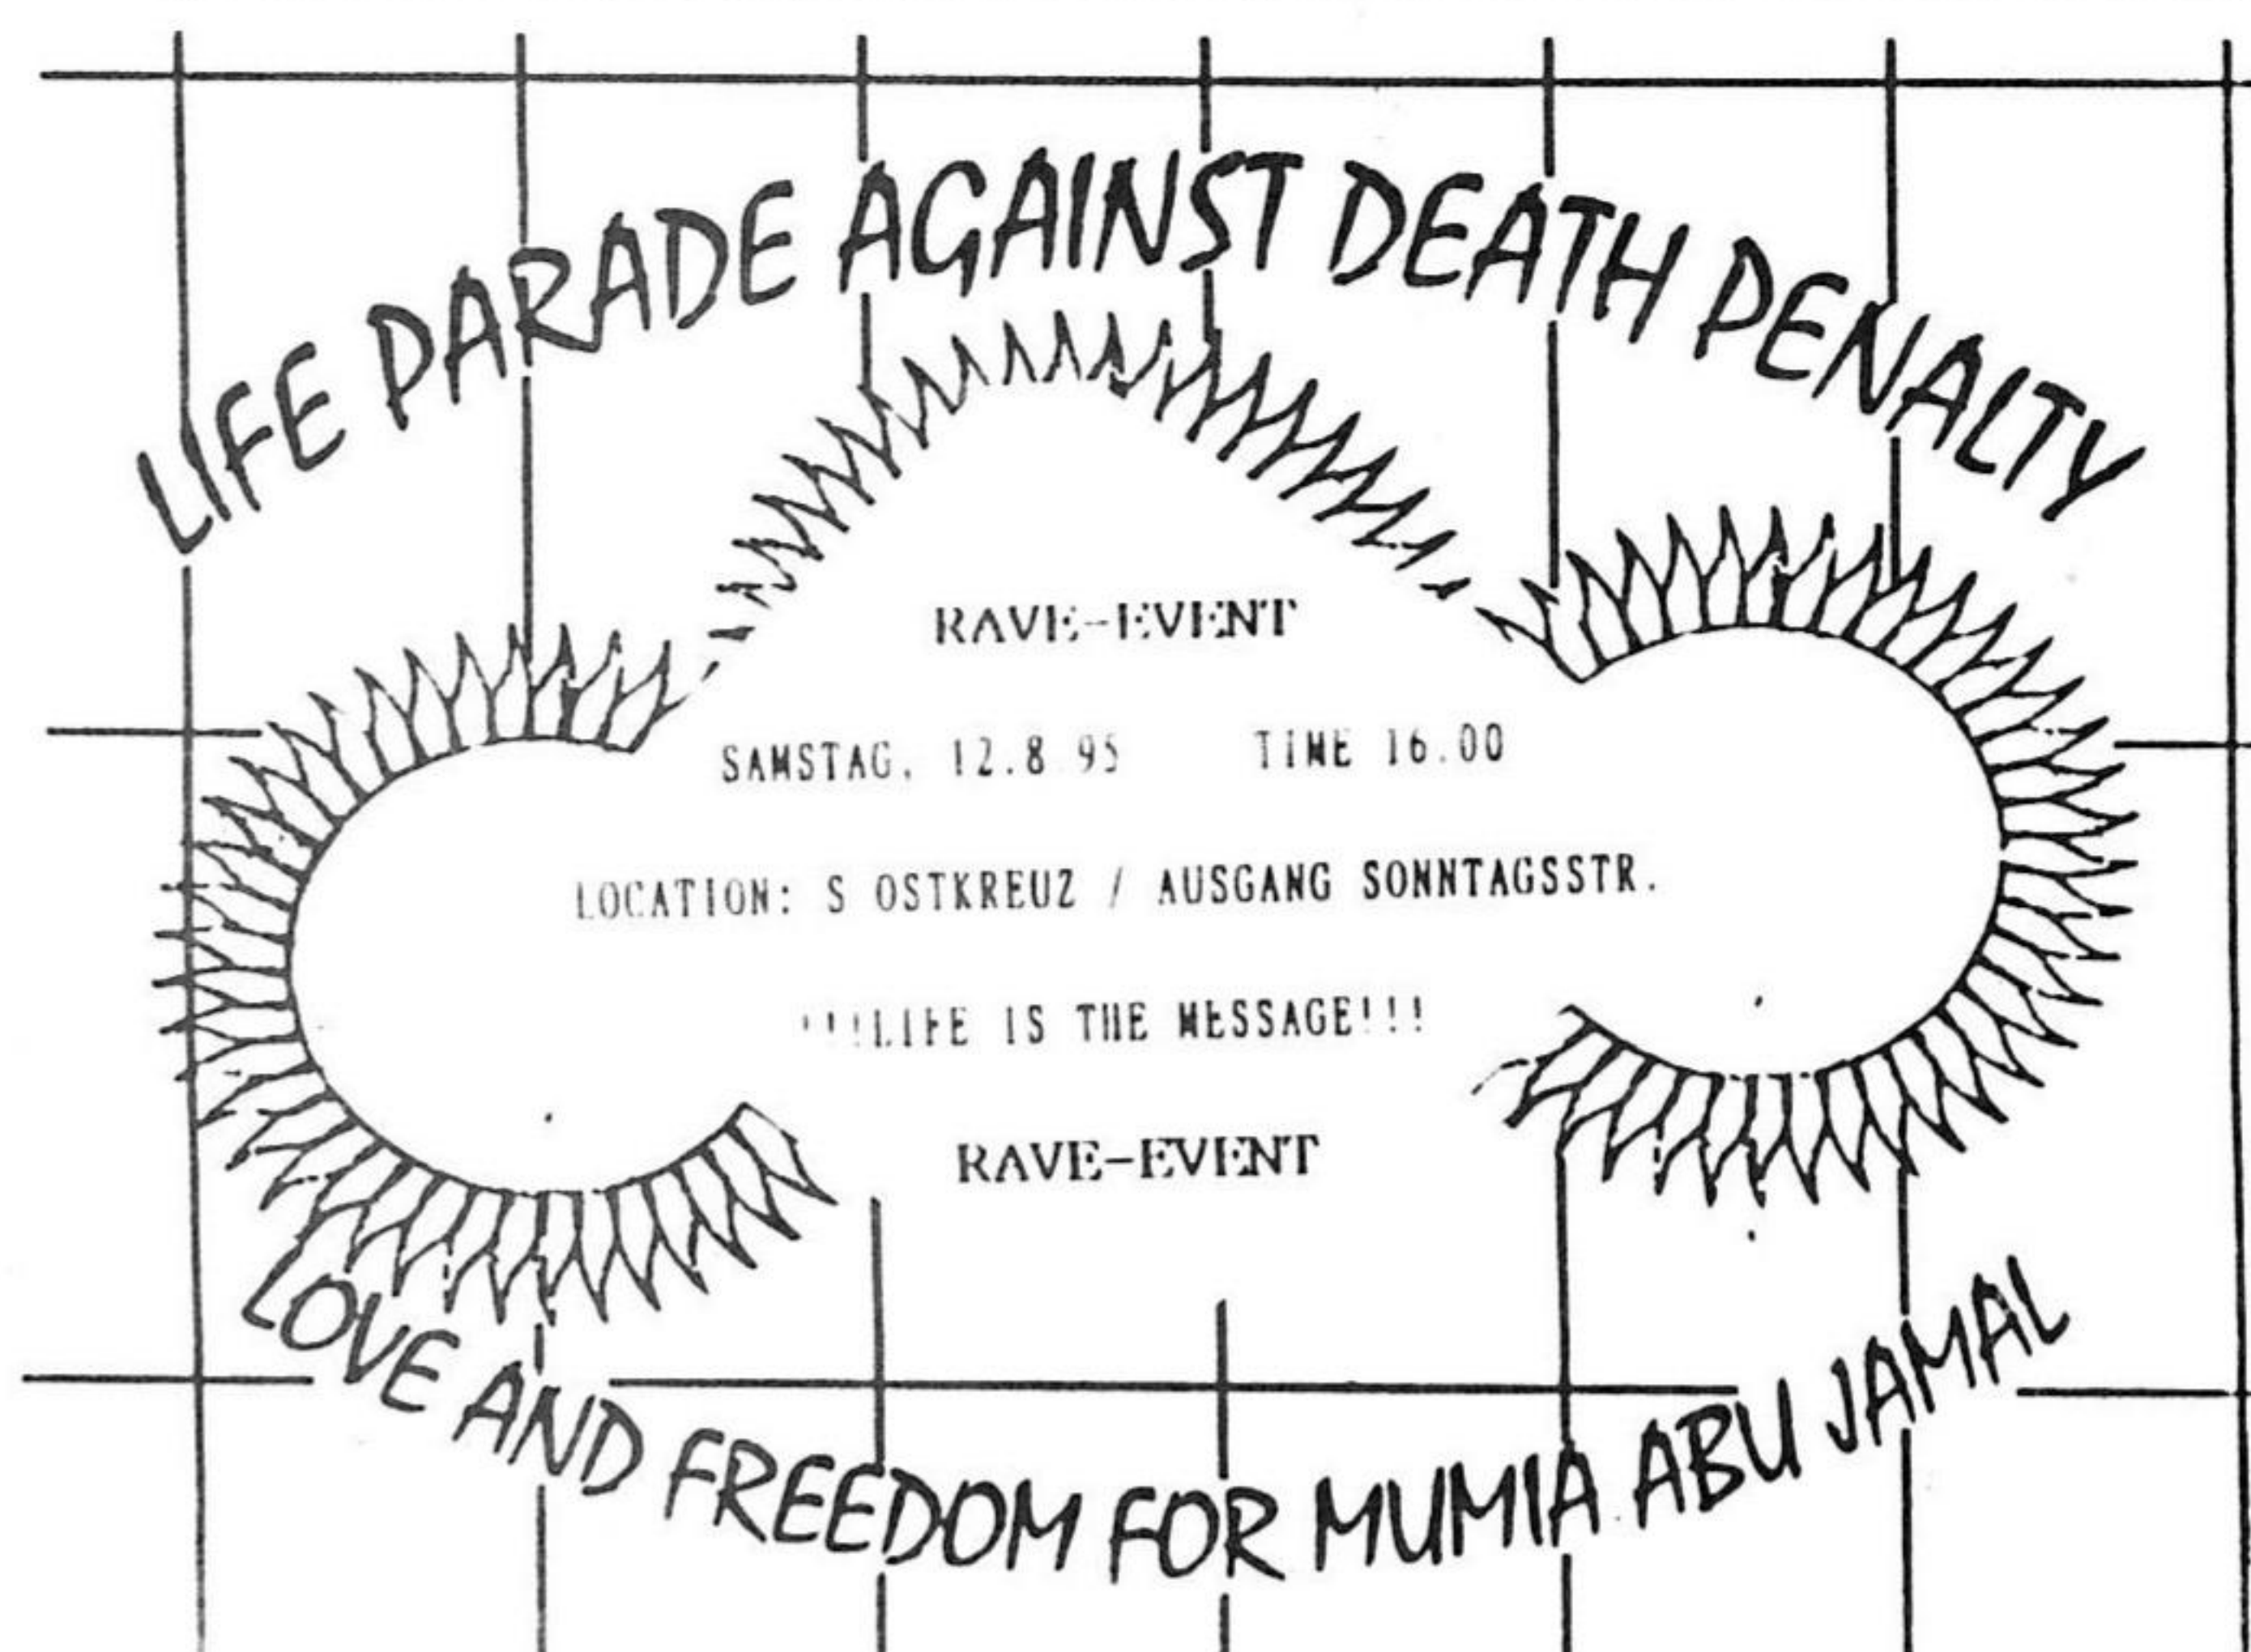 LIFE PARADE AGAINST DEATH PENALTY
RAVE-EVENT
SAMSTAG, 12.8.95 TIME 16.00
LOCATION: S OSTKREUZ / AUSGANG SONNTAGSSTR.
!!!LIFE IS THE MESSAGE!!!
RAVE-EVENT
LOVE AND FREEDOM FOR MUMIA ABU JAMAL